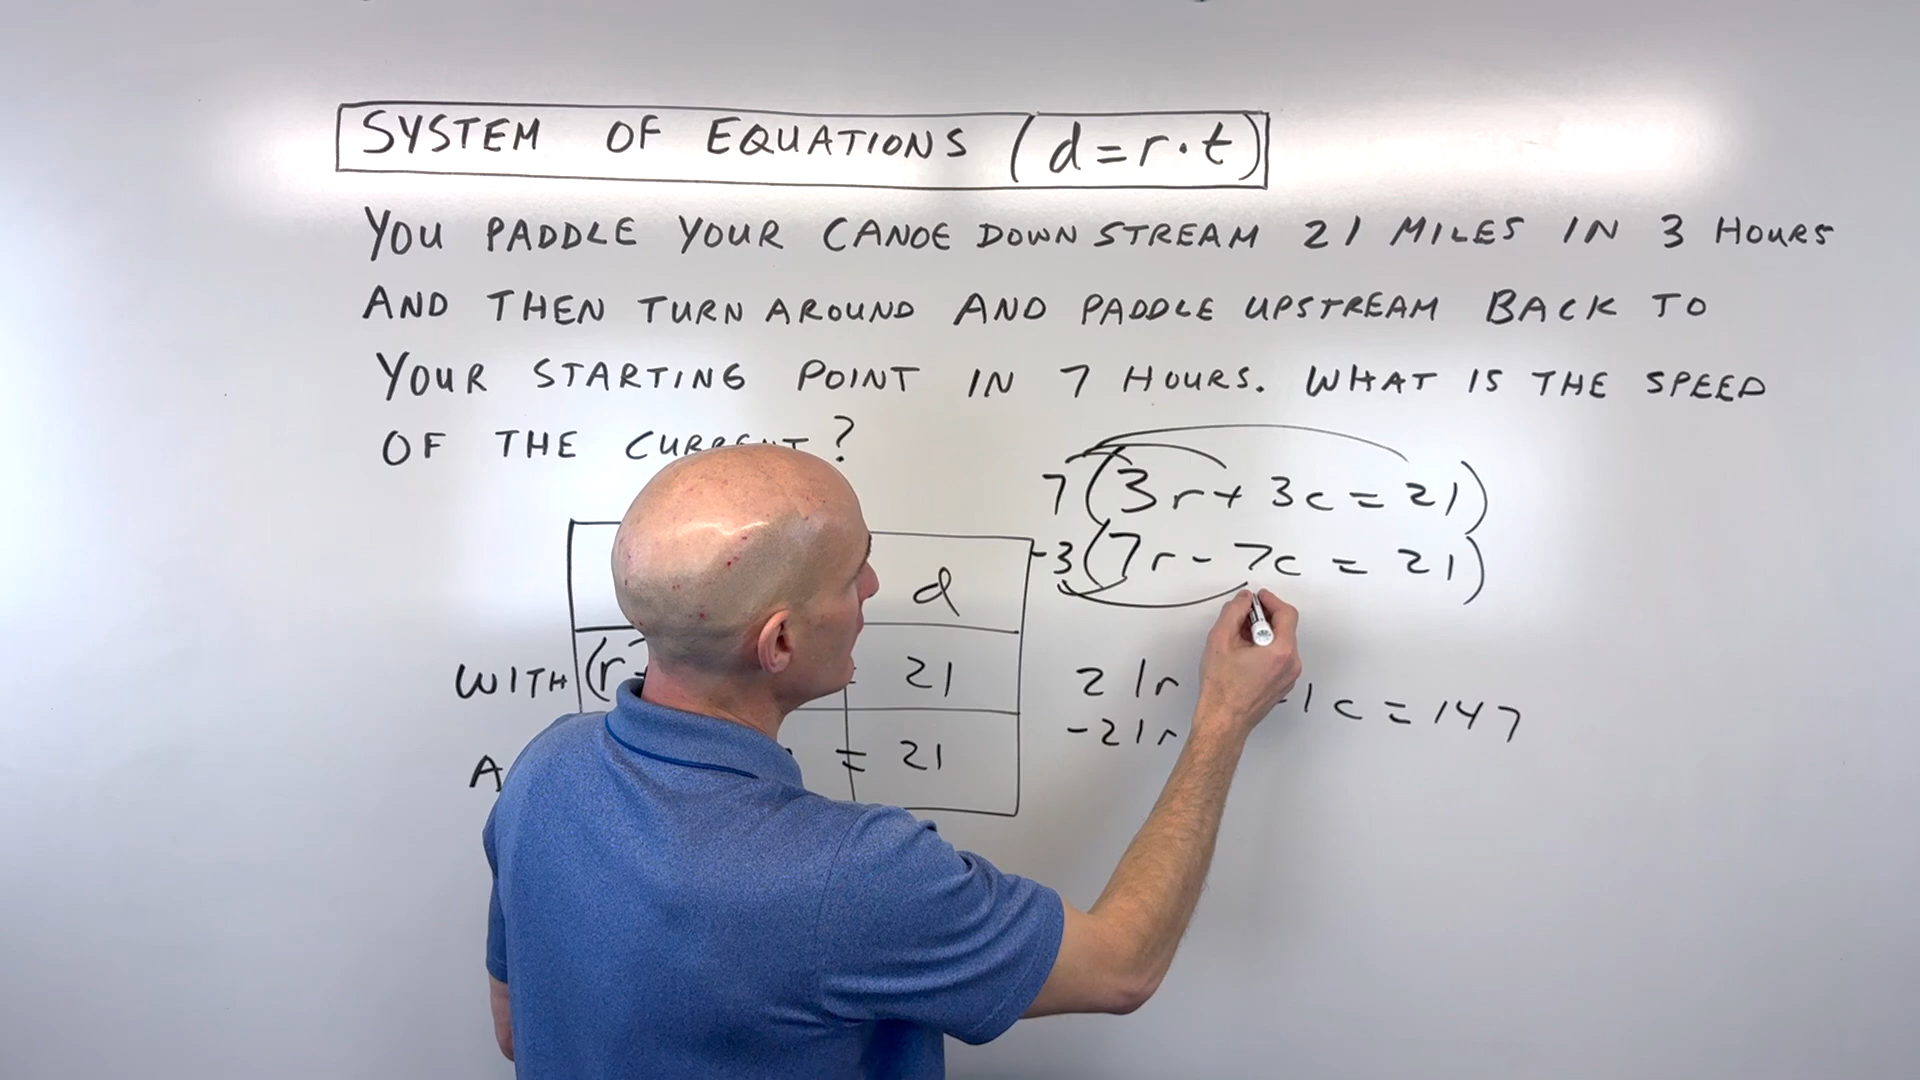 SYSTEM OF EQUATIONS (d=r·t)
YOU PADDLE YOUR CANOE DOWNSTREAM 21 MILES IN 3 HOURS
AND THEN TURN AROUND AND PADDLE UPSTREAM BACK TO
YOUR STARTING POINT IN 7 HOURS. WHAT IS THE SPEED
OF THE CURRENT?
7(3r+3c=21)
-3(7r-7c=21)
d
WITH (r 21
= 21
21r 1c=147
-21r